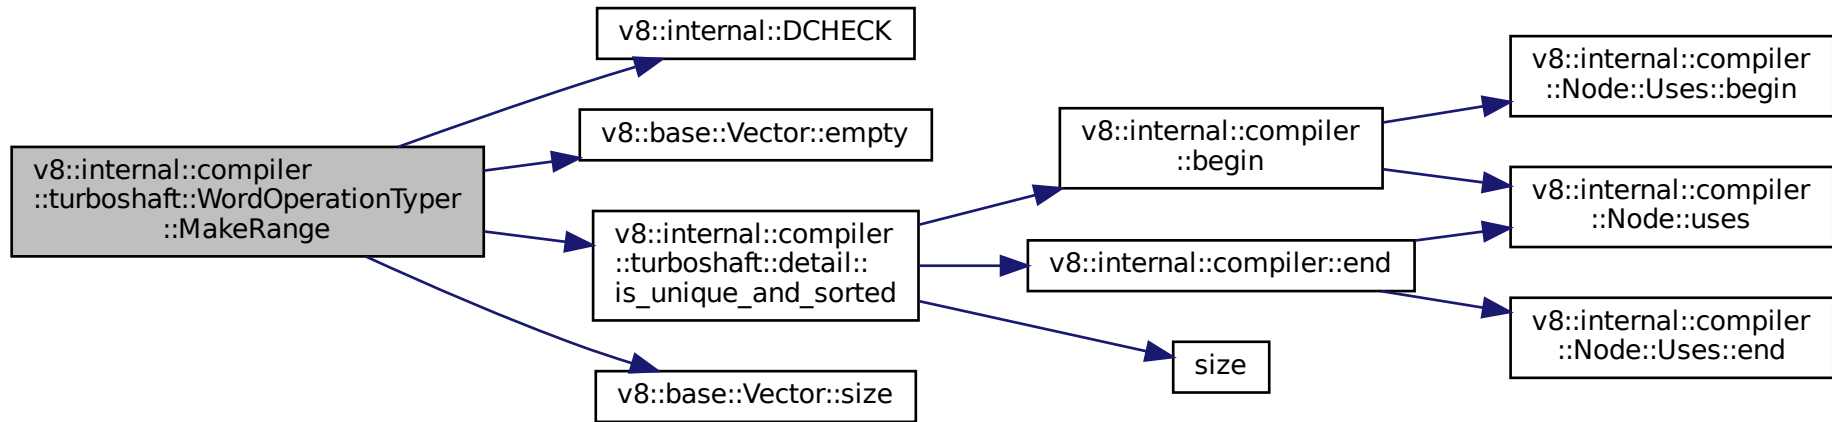 v8::internal::compiler
::turboshaft::WordOperationTyper
::MakeRange
v8::internal::DCHECK
v8::base::Vector::empty
v8::internal::compiler
::turboshaft::detail::
is_unique_and_sorted
v8::base::Vector::size
v8::internal::compiler
::begin
v8::internal::compiler::end
size
v8::internal::compiler
::Node::Uses::begin
v8::internal::compiler
::Node::uses
v8::internal::compiler
::Node::Uses::end